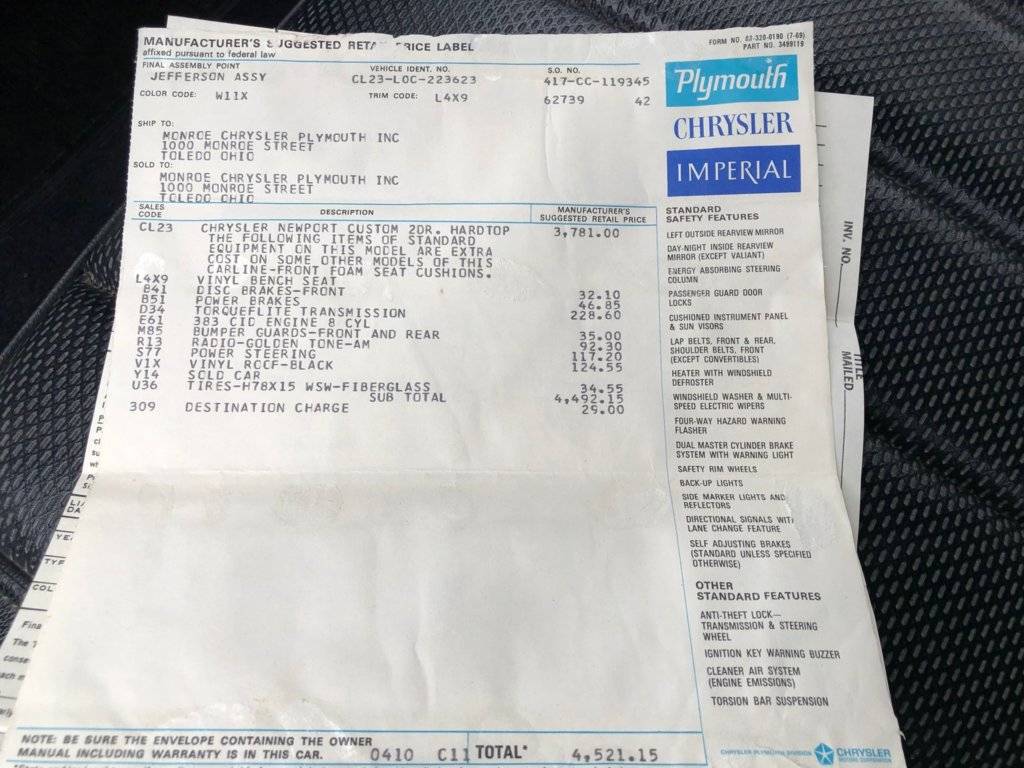 MANUFACTURER'S SUGGESTED RETA PRICE LABEL
affixed pursuant to federal law
FORM NO. 82-320-0190 (7-69)
PART NO. 3499119
FINAL ASSEMBLY POINT
JEFFERSON ASSY
VEHICLE IDENT. NO.
CL23-L0C-223623
S.O. NO.
417-CC-119345
COLOR CODE: W11X
TRIM CODE: L4X9
62739 42
SHIP TO:
MONROE CHRYSLER PLYMOUTH INC
1000 MONROE STREET
TOLEDO OHIO
SOLD TO:
MONROE CHRYSLER PLYMOUTH INC
1000 MONROE STREET
TOLEDO OHIO
SALES CODE
DESCRIPTION
MANUFACTURER'S SUGGESTED RETAIL PRICE
CL23 CHRYSLER NEWPORT CUSTOM 2DR. HARDTOP 3,781.00
THE FOLLOWING ITEMS OF STANDARD
EQUIPMENT ON THIS MODEL ARE EXTRA
COST ON SOME OTHER MODELS OF THIS
CARLINE-FRONT FOAM SEAT CUSHIONS.
L4X9 VINYL BENCH SEAT
B41 DISC BRAKES-FRONT 32.10
B51 POWER BRAKES 46.85
D34 TORQUEFLITE TRANSMISSION 228.60
E61 383 CID ENGINE 8 CYL
M85 BUMPER GUARDS-FRONT AND REAR 35.00
R13 RADIO-GOLDEN TONE-AM 92.30
S77 POWER STEERING 117.20
V1X VINYL ROOF-BLACK 124.55
Y14 SOLD CAR
U36 TIRES-H78X15 WSW-FIBERGLASS 34.55
SUB TOTAL 4,492.15
309 DESTINATION CHARGE 29.00
NOTE: BE SURE THE ENVELOPE CONTAINING THE OWNER
MANUAL INCLUDING WARRANTY IS IN THIS CAR.
0410 C11
TOTAL* 4,521.15
Plymouth
CHRYSLER
IMPERIAL
STANDARD
SAFETY FEATURES
LEFT OUTSIDE REARVIEW MIRROR
DAY-NIGHT INSIDE REARVIEW
MIRROR (EXCEPT VALIANT)
ENERGY ABSORBING STEERING
COLUMN
PASSENGER GUARD DOOR
LOCKS
CUSHIONED INSTRUMENT PANEL
& SUN VISORS
LAP BELTS, FRONT & REAR,
SHOULDER BELTS, FRONT
(EXCEPT CONVERTIBLES)
HEATER WITH WINDSHIELD
DEFROSTER
WINDSHIELD WASHER & MULTI-
SPEED ELECTRIC WIPERS
FOUR-WAY HAZARD WARNING
FLASHER
DUAL MASTER CYLINDER BRAKE
SYSTEM WITH WARNING LIGHT
SAFETY RIM WHEELS
BACK-UP LIGHTS
SIDE MARKER LIGHTS AND
REFLECTORS
DIRECTIONAL SIGNALS WITH
LANE CHANGE FEATURE
SELF ADJUSTING BRAKES
(STANDARD UNLESS SPECIFIED
OTHERWISE)
OTHER
STANDARD FEATURES
ANTI-THEFT LOCK—
TRANSMISSION & STEERING
WHEEL
IGNITION KEY WARNING BUZZER
CLEANER AIR SYSTEM
(ENGINE EMISSIONS)
TORSION BAR SUSPENSION
CHRYSLER PLYMOUTH DIVISION
CHRYSLER
MOTORS CORPORATION
INV. NO.
TITLE
MAILED
COL
Fina
The
conse